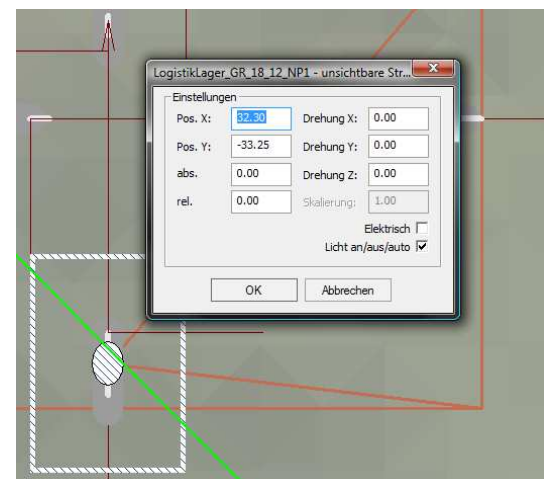 LogistikLager_GR_18_12_NP1 - unsichtbare Str...
Einstellungen
Pos. X: 32.30 Drehung X: 0.00
Pos. Y: -33.25 Drehung Y: 0.00
abs. 0.00 Drehung Z: 0.00
rel. 0.00 Skalierung: 1.00
Elektrisch
Licht an/aus/auto
OK Abbrechen